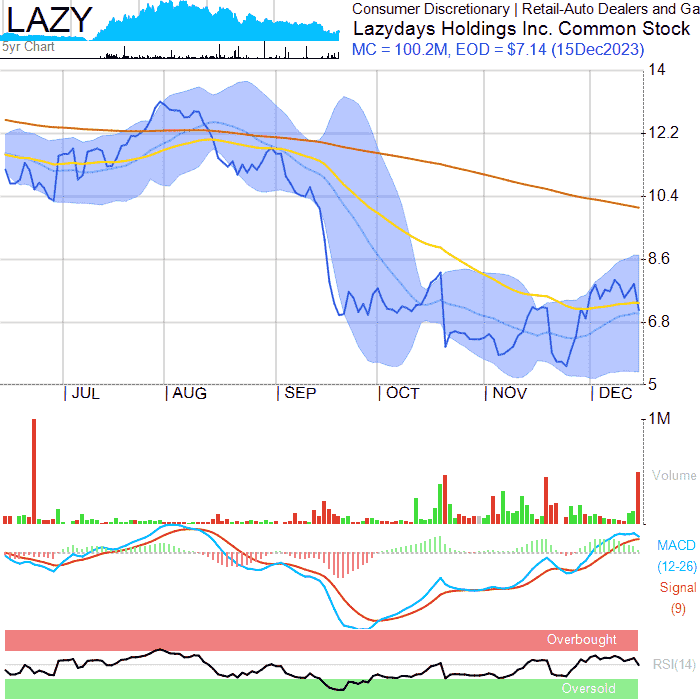 LAZY
5yr Chart
Consumer Discretionary | Retail-Auto Dealers and Ga
Lazydays Holdings Inc. Common Stock
MC = 100.2M, EOD = $7.14 (15Dec2023)
14
12.2
10.4
8.6
6.8
5
JUL AUG SEP OCT NOV DEC
1M
Volume
MACD
(12-26)
Signal
(9)
Overbought
RSI(14)
Oversold